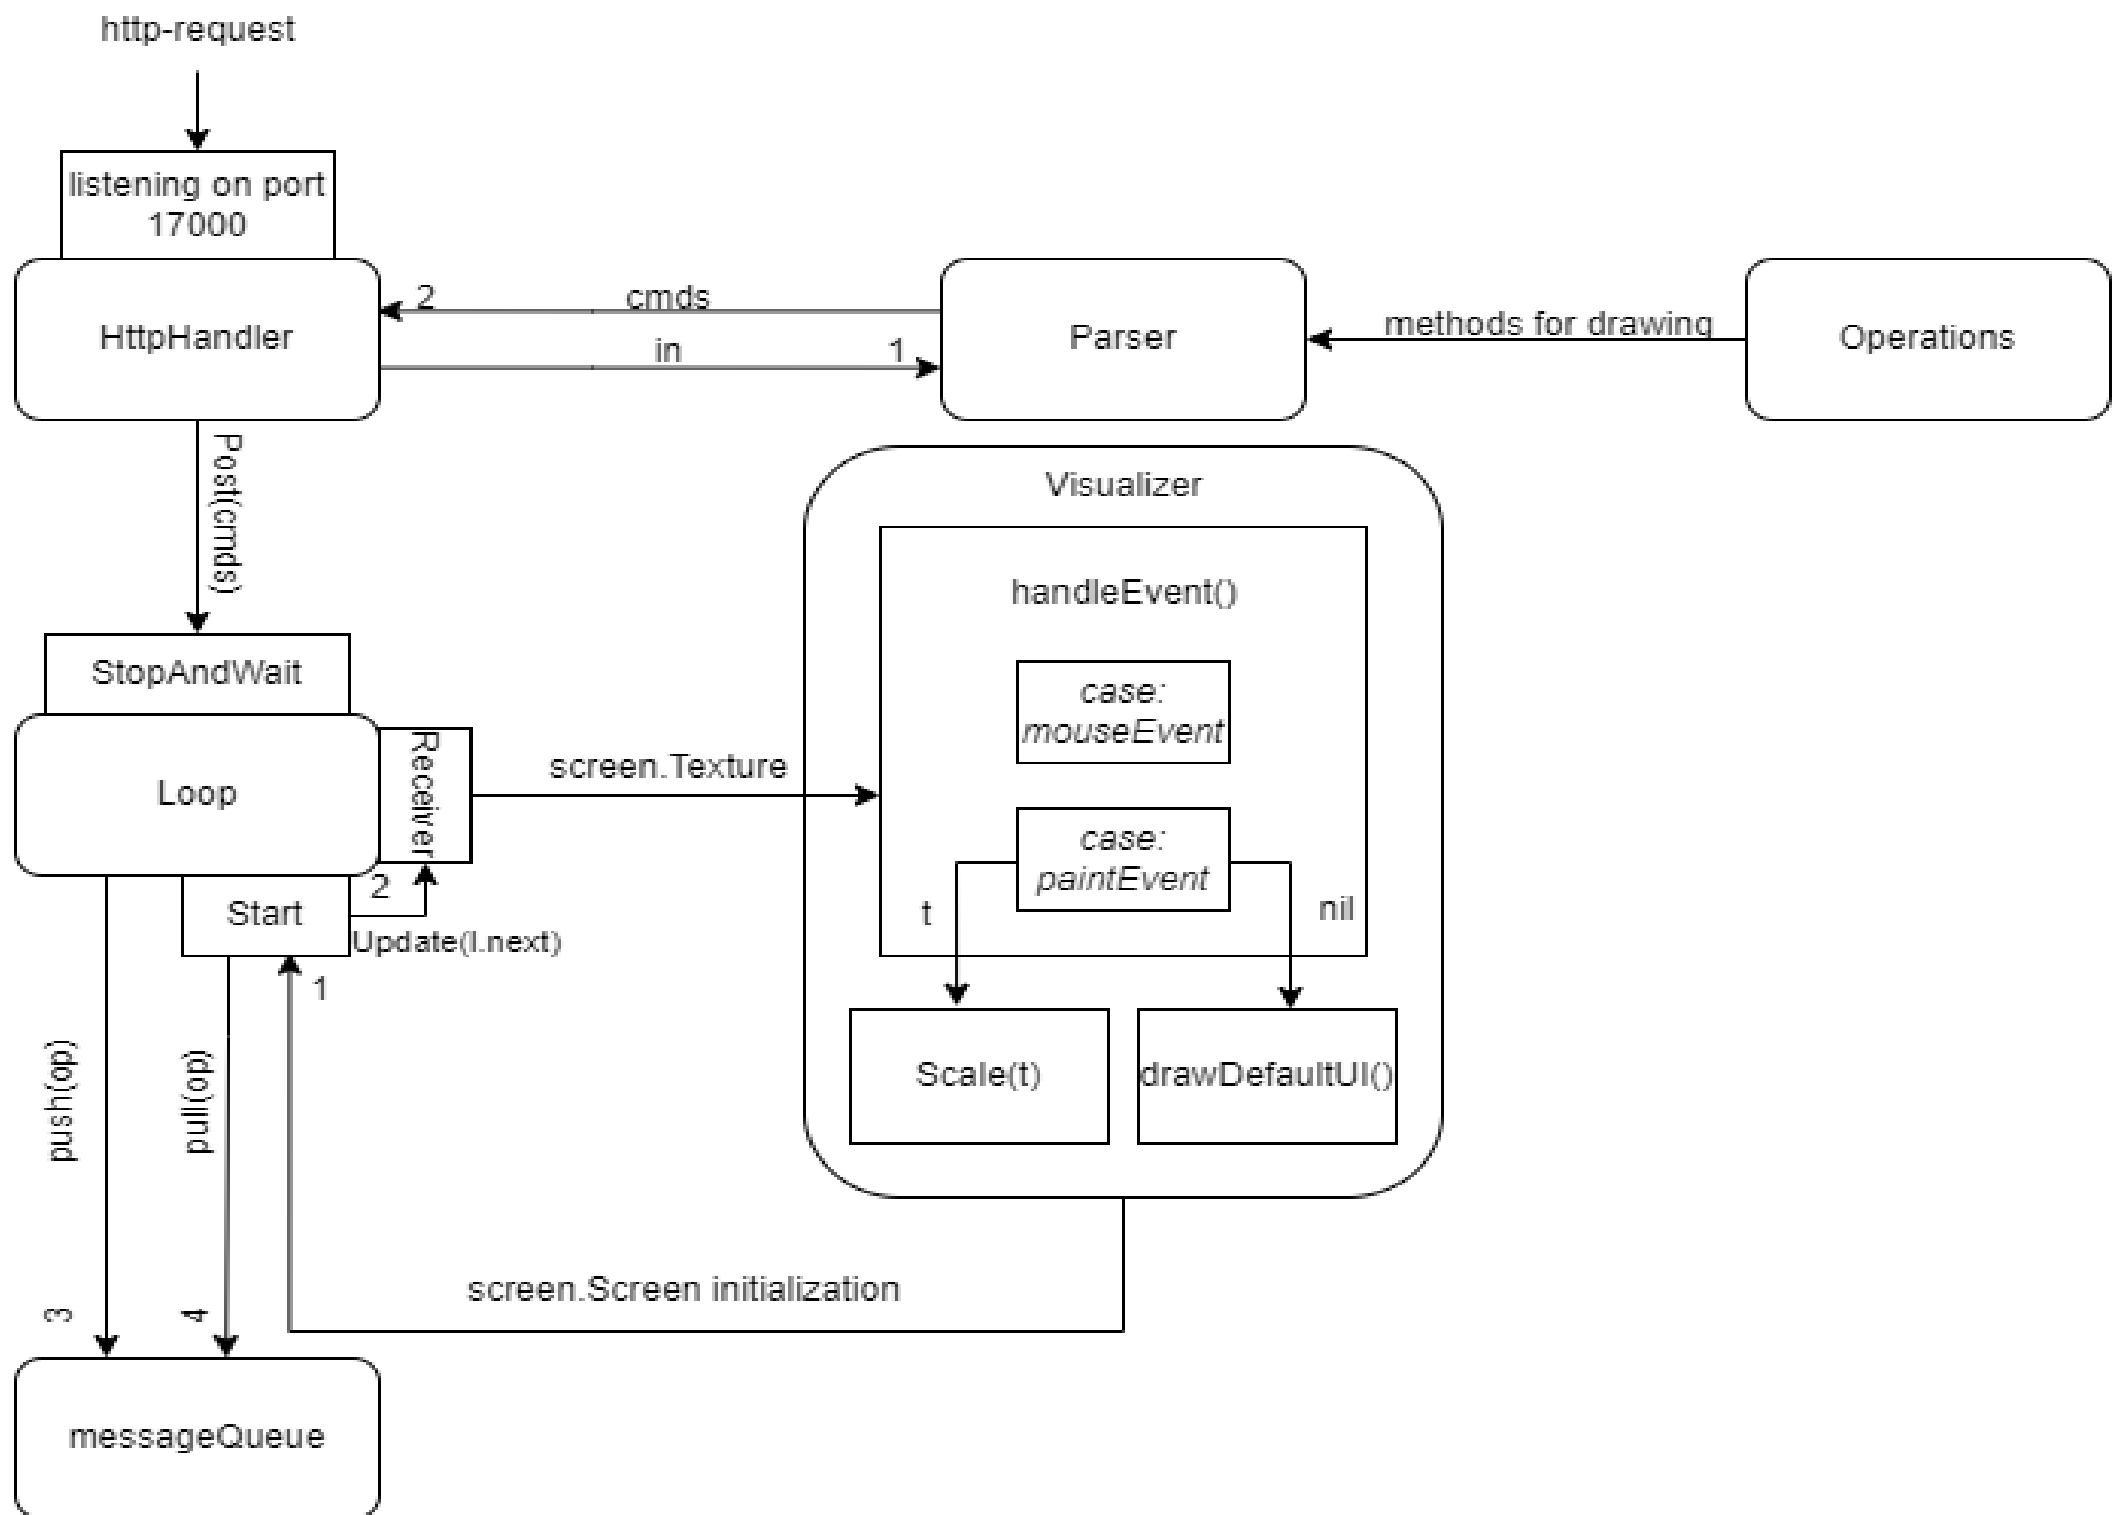 http-request
listening on port
17000
HttpHandler
2
cmds
in
1
Parser
methods for drawing
Operations
Post(cmds)
Visualizer
handleEvent()
case:
mouseEvent
case:
paintEvent
t
nil
Scale(t)
drawDefaultUI()
StopAndWait
Loop
Receiver
screen.Texture
2
Start
Update(l.next)
1
push(op)
pull(op)
3
4
screen.Screen initialization
messageQueue